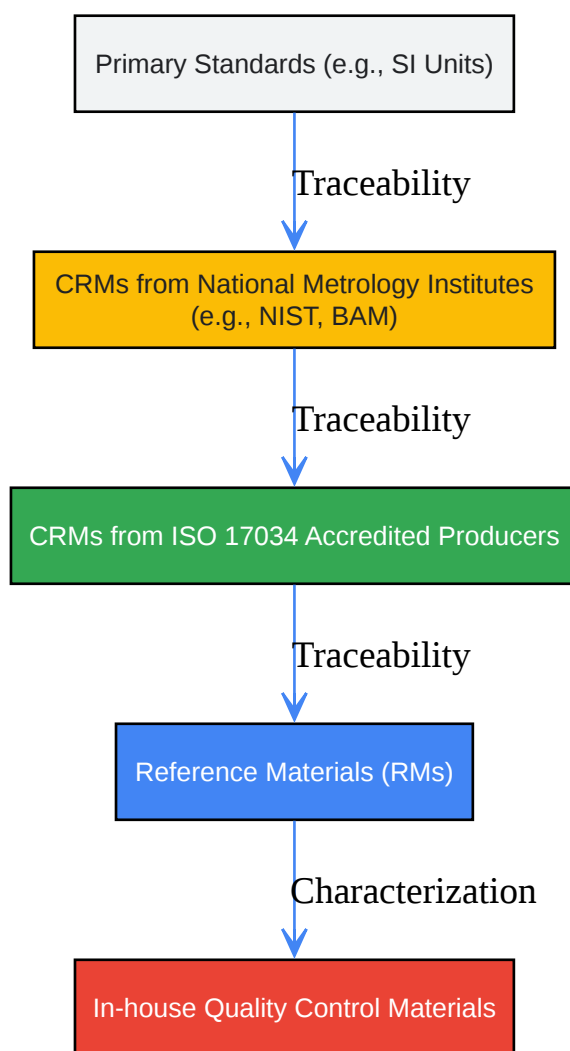 Primary Standards (e.g., SI Units)
Traceability
CRMs from National Metrology Institutes
(e.g., NIST, BAM)
Traceability
CRMs from ISO 17034 Accredited Producers
Traceability
Reference Materials (RMs)
Characterization
In-house Quality Control Materials